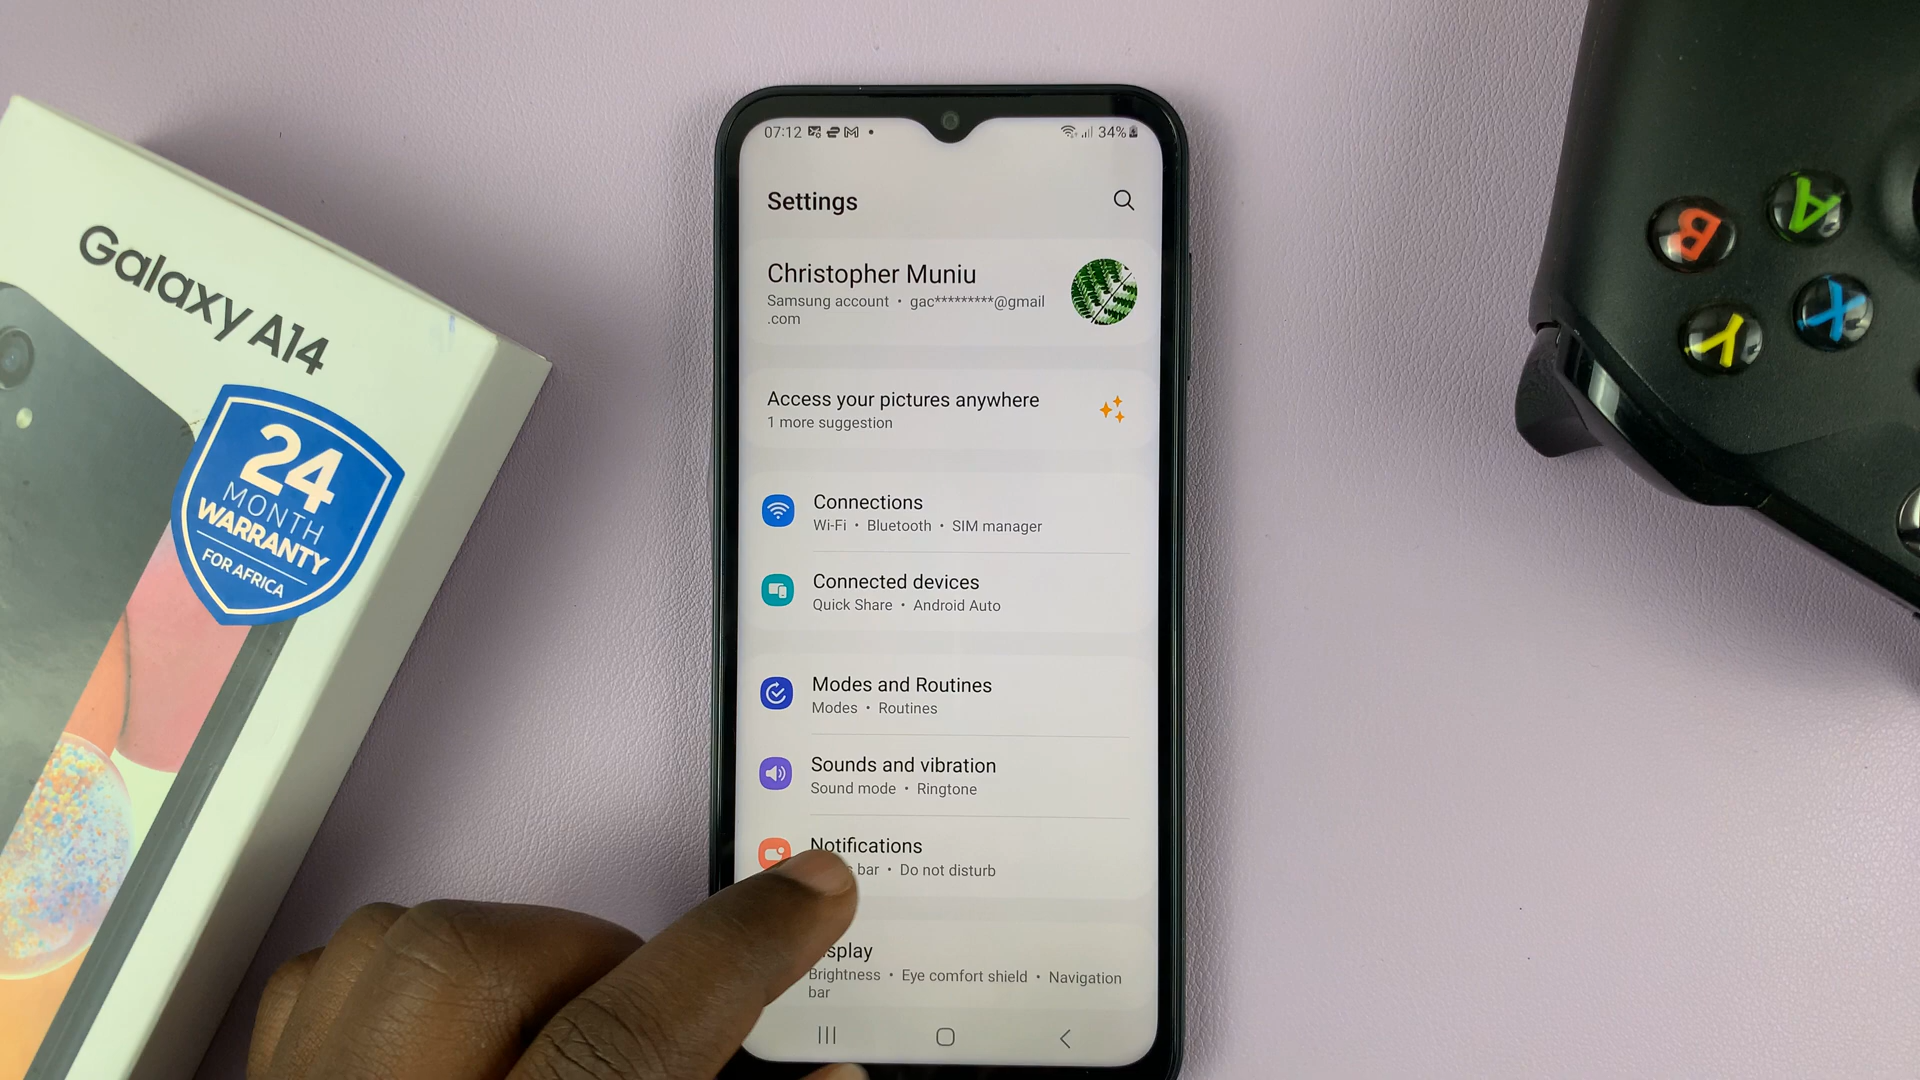 Galaxy A14
24
MONTH
WARRANTY
FOR AFRICA
07:12
34%
Settings
Christopher Muniu
Samsung account • gac*********@gmail
.com
Access your pictures anywhere
1 more suggestion
Connections
Wi-Fi • Bluetooth • SIM manager
Connected devices
Quick Share • Android Auto
Modes and Routines
Modes • Routines
Sounds and vibration
Sound mode • Ringtone
Notifications
bar • Do not disturb
splay
Brightness • Eye comfort shield • Navigation
bar
B
A
Y
X